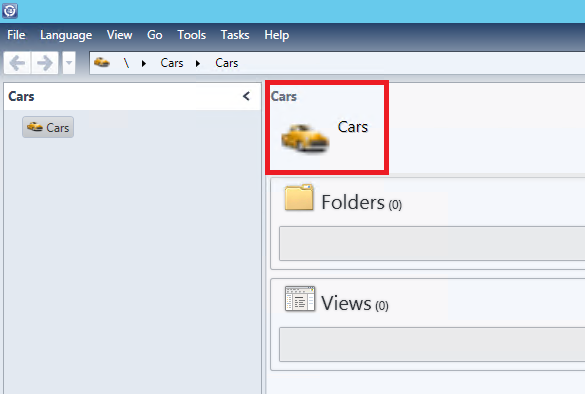 File Language View Go Tools Tasks Help
\ Cars Cars
Cars <
Cars
Cars
Cars
Folders (0)
Views (0)